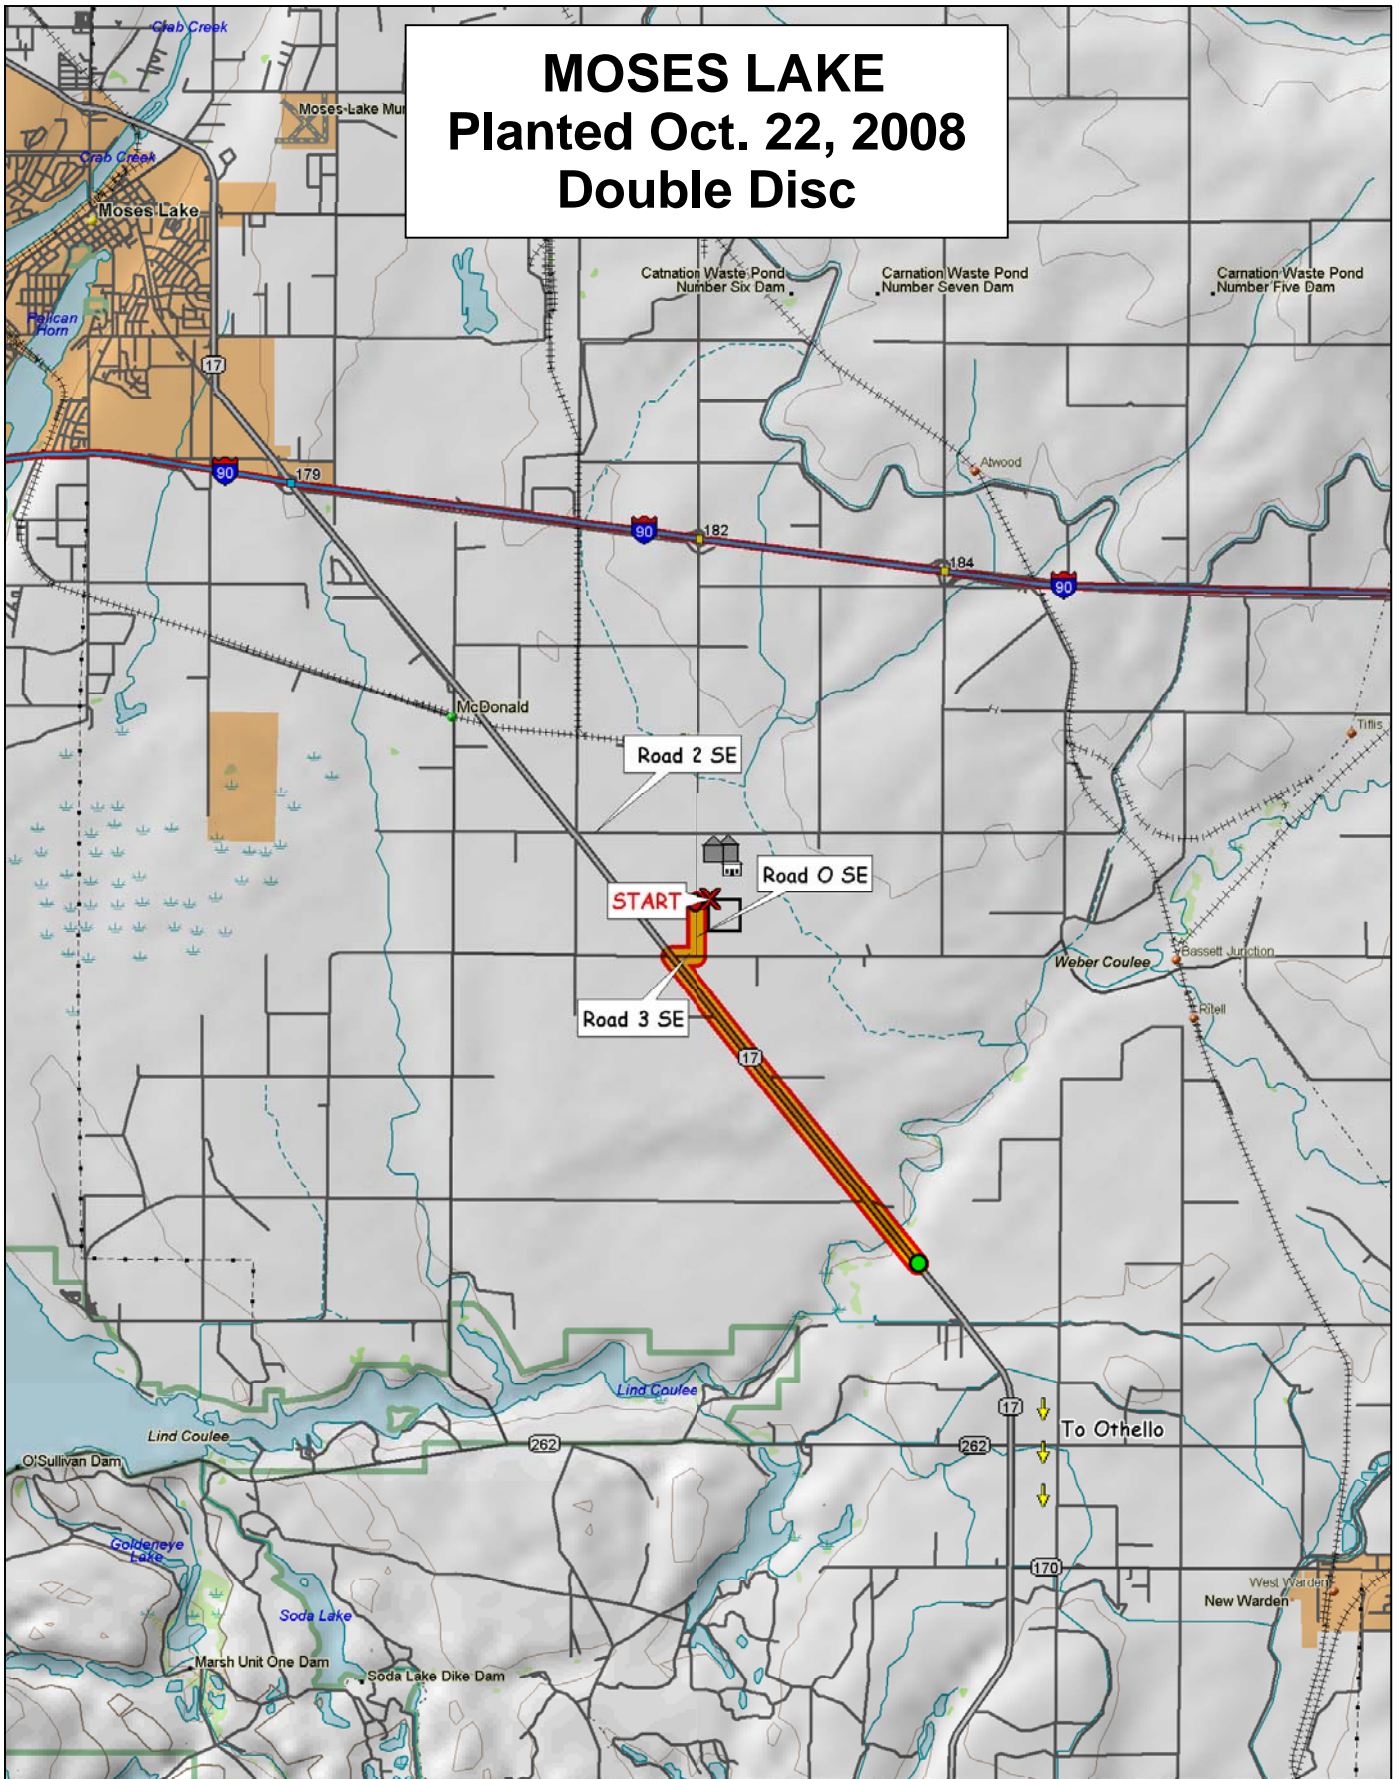 MOSES LAKE
Planted Oct. 22, 2008
Double Disc
Crab Creek
Moses Lake Mun
Crab Creek
Moses Lake
Catnation Waste Pond
Number Six Dam
Carnation Waste Pond
Number Seven Dam
Carnation Waste Pond
Number Five Dam
Pelican
Horn
17
90
179
Atwood
90
182
184
90
McDonald
Tiflis
Road 2 SE
Road O SE
START
Weber Coulee
Bassett Junction
Road 3 SE
Ritell
17
Lind Coulee
17
To Othello
Lind Coulee
262
262
O'Sullivan Dam
Goldeneye
Lake
170
West Warden
New Warden
Soda Lake
Marsh Unit One Dam
Soda Lake Dike Dam